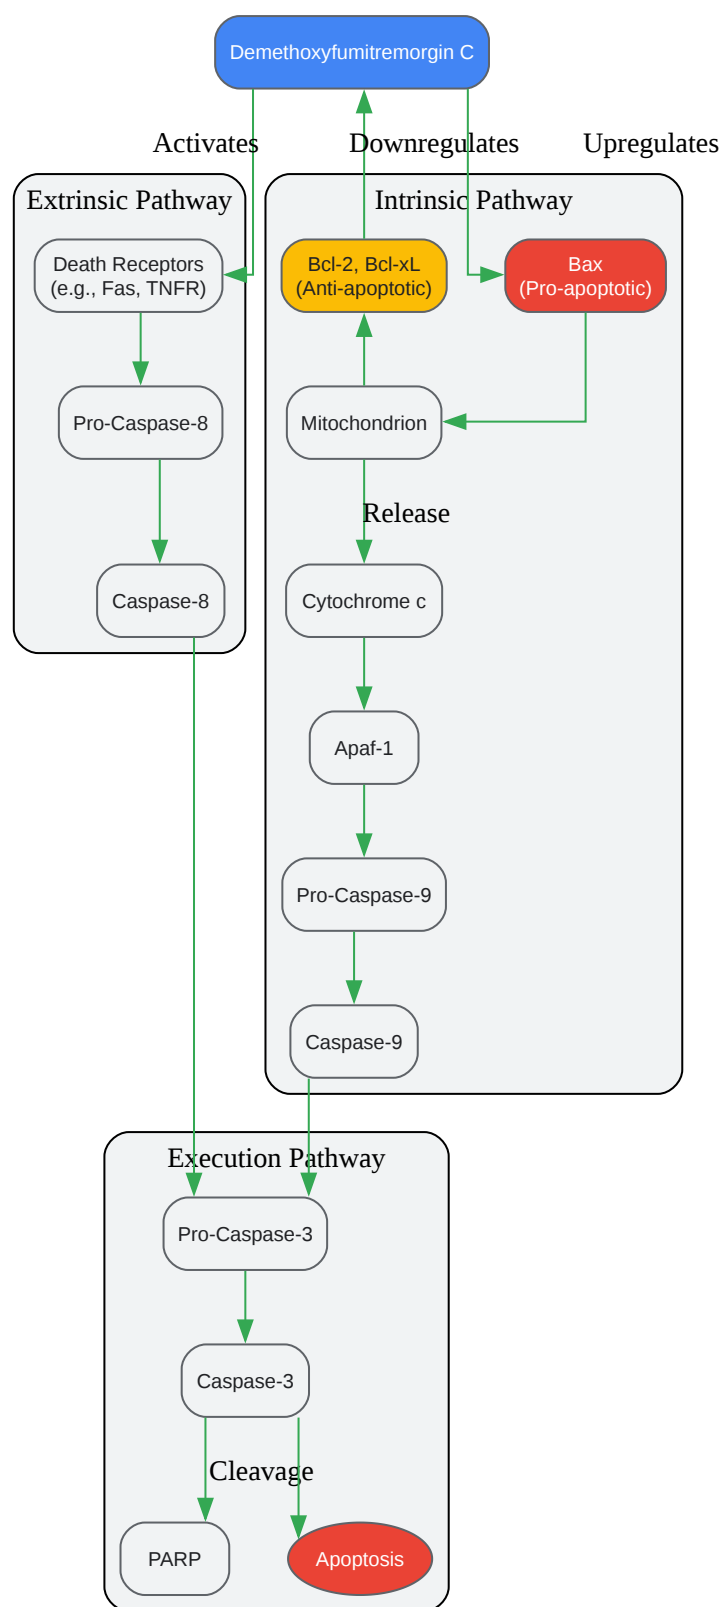 Demethoxyfumitremorgin C
Activates
Downregulates
Upregulates
Extrinsic Pathway
Intrinsic Pathway
Death Receptors
(e.g., Fas, TNFR)
Bcl-2, Bcl-xL
(Anti-apoptotic)
Bax
(Pro-apoptotic)
Pro-Caspase-8
Mitochondrion
Release
Caspase-8
Cytochrome c
Apaf-1
Pro-Caspase-9
Caspase-9
Execution Pathway
Pro-Caspase-3
Caspase-3
Cleavage
PARP
Apoptosis